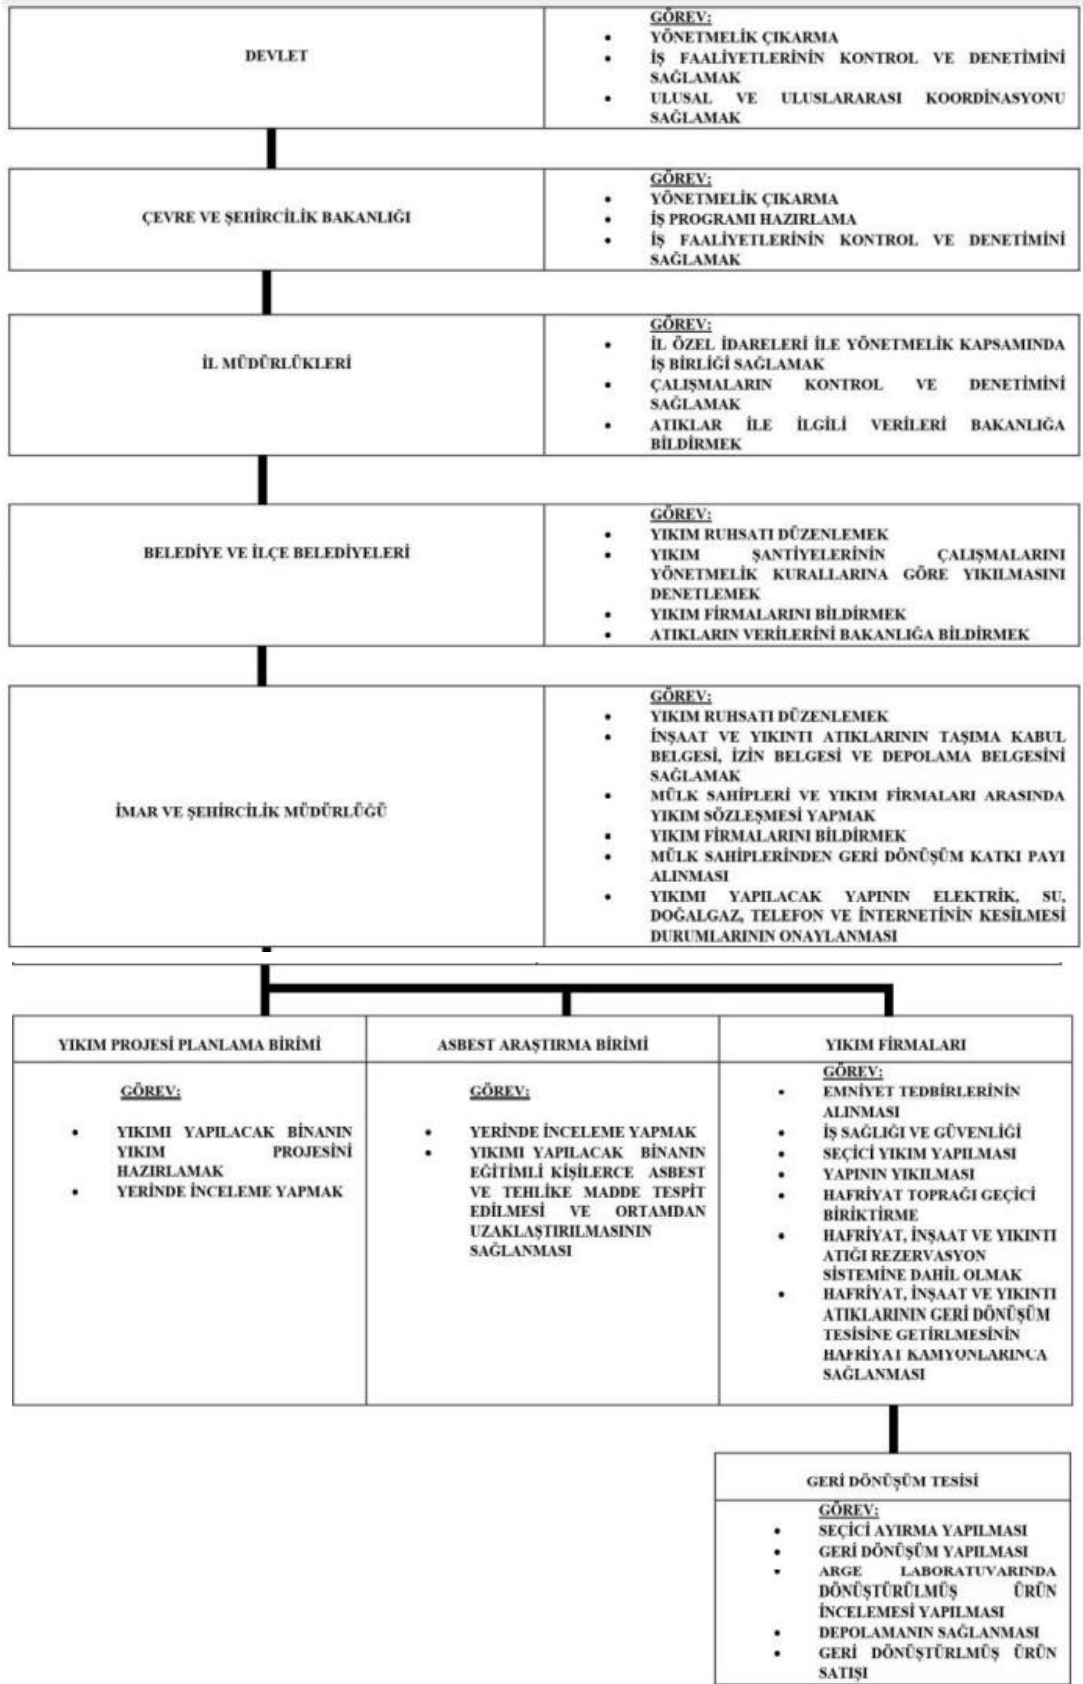 DEVLET
GÖREV:
• YÖNETMELİK ÇIKARMA
• İŞ FAALİYETLERİNİN KONTROL VE DENETİMİNİ
SAĞLAMAK
• ULUSAL VE ULUSLARARASI KOORDİNASYONU
SAĞLAMAK
ÇEVRE VE ŞEHİRCİLİK BAKANLIĞI
GÖREV:
• YÖNETMELİK ÇIKARMA
• İŞ PROGRAMI HAZIRLAMA
• İŞ FAALİYETLERİNİN KONTROL VE DENETİMİNİ
SAĞLAMAK
İL MÜDÜRLÜKLERİ
GÖREV:
• İL ÖZEL İDARELERİ İLE YÖNETMELİK KAPSAMINDA
İŞ BİRLİĞİ SAĞLAMAK
• ÇALIŞMALARIN KONTROL VE DENETİMİNİ
SAĞLAMAK
• ATIKLAR İLE İLGİLİ VERİLERİ BAKANLIĞA
BİLDİRMEK
BELEDİYE VE İLÇE BELEDİYELERİ
GÖREV:
• YIKIM RUHSATI DÜZENLEMEK
• YIKIM ŞANTİYELERİNİN ÇALIŞMALARINI
YÖNETMELİK KURALLARINA GÖRE YIKILMASINI
DENETLEMEK
• YIKIM FİRMALARINI BİLDİRMEK
• ATIKLARIN VERİLERİNİ BAKANLIĞA BİLDİRMEK
İMAR VE ŞEHİRCİLİK MÜDÜRLÜĞÜ
GÖREV:
• YIKIM RUHSATI DÜZENLEMEK
• İNŞAAT VE YIKINTI ATIKLARININ TAŞIMA KABUL
BELGESİ, İZİN BELGESİ VE DEPOLAMA BELGESİNİ
SAĞLAMAK
• MÜLK SAHİPLERİ VE YIKIM FİRMALARI ARASINDA
YIKIM SÖZLEŞMESİ YAPMAK
• YIKIM FİRMALARINI BİLDİRMEK
• MÜLK SAHİPLERİNDEN GERİ DÖNÜŞÜM KATKI PAYI
ALINMASI
• YIKIMI YAPILACAK YAPININ ELEKTRİK, SU,
DOĞALGAZ, TELEFON VE İNTERNETİNİN KESİLMESİ
DURUMLARININ ONAYLANMASI
YIKIM PROJESİ PLANLAMA BİRİMİ
GÖREV:
• YIKIMI YAPILACAK BİNANIN
YIKIM PROJESİNİ
HAZIRLAMAK
• YERİNDE İNCELEME YAPMAK
ASBEST ARAŞTIRMA BİRİMİ
GÖREV:
• YERİNDE İNCELEME YAPMAK
• YIKIMI YAPILACAK BİNANIN
EĞİTİMLİ KİŞİLERCE ASBEST
VE TEHLİKE MADDE TESPİT
EDİLMESİ VE ORTAMDAN
UZAKLAŞTIRILMASININ
SAĞLANMASI
YIKIM FİRMALARI
GÖREV:
• EMNİYET TEDBİRLERİNİN
ALINMASI
• İŞ SAĞLIĞI VE GÜVENLİĞİ
• SEÇİCİ YIKIM YAPILMASI
• YAPININ YIKILMASI
• HAFRİYAT TOPRAĞI GEÇİCİ
BİRİKTİRME
• HAFRİYAT, İNŞAAT VE YIKINTI
ATIĞI REZERVASYON
SİSTEMİNE DAHİL OLMAK
• HAFRİYAT, İNŞAAT VE YIKINTI
ATIKLARININ GERİ DÖNÜŞÜM
TESİSİNE GETİRLMESİNİN
HAFRİYAT KAMYONLARINCA
SAĞLANMASI
GERİ DÖNÜŞÜM TESİSİ
GÖREV:
• SEÇİCİ AYIRMA YAPILMASI
• GERİ DÖNÜŞÜM YAPILMASI
• ARGE LABORATUVARINDA
DÖNÜŞTÜRÜLMÜŞ ÜRÜN
İNCELEMESİ YAPILMASI
• DEPOLAMANIN SAĞLANMASI
• GERİ DÖNÜŞTÜRLMÜŞ ÜRÜN
SATIŞI